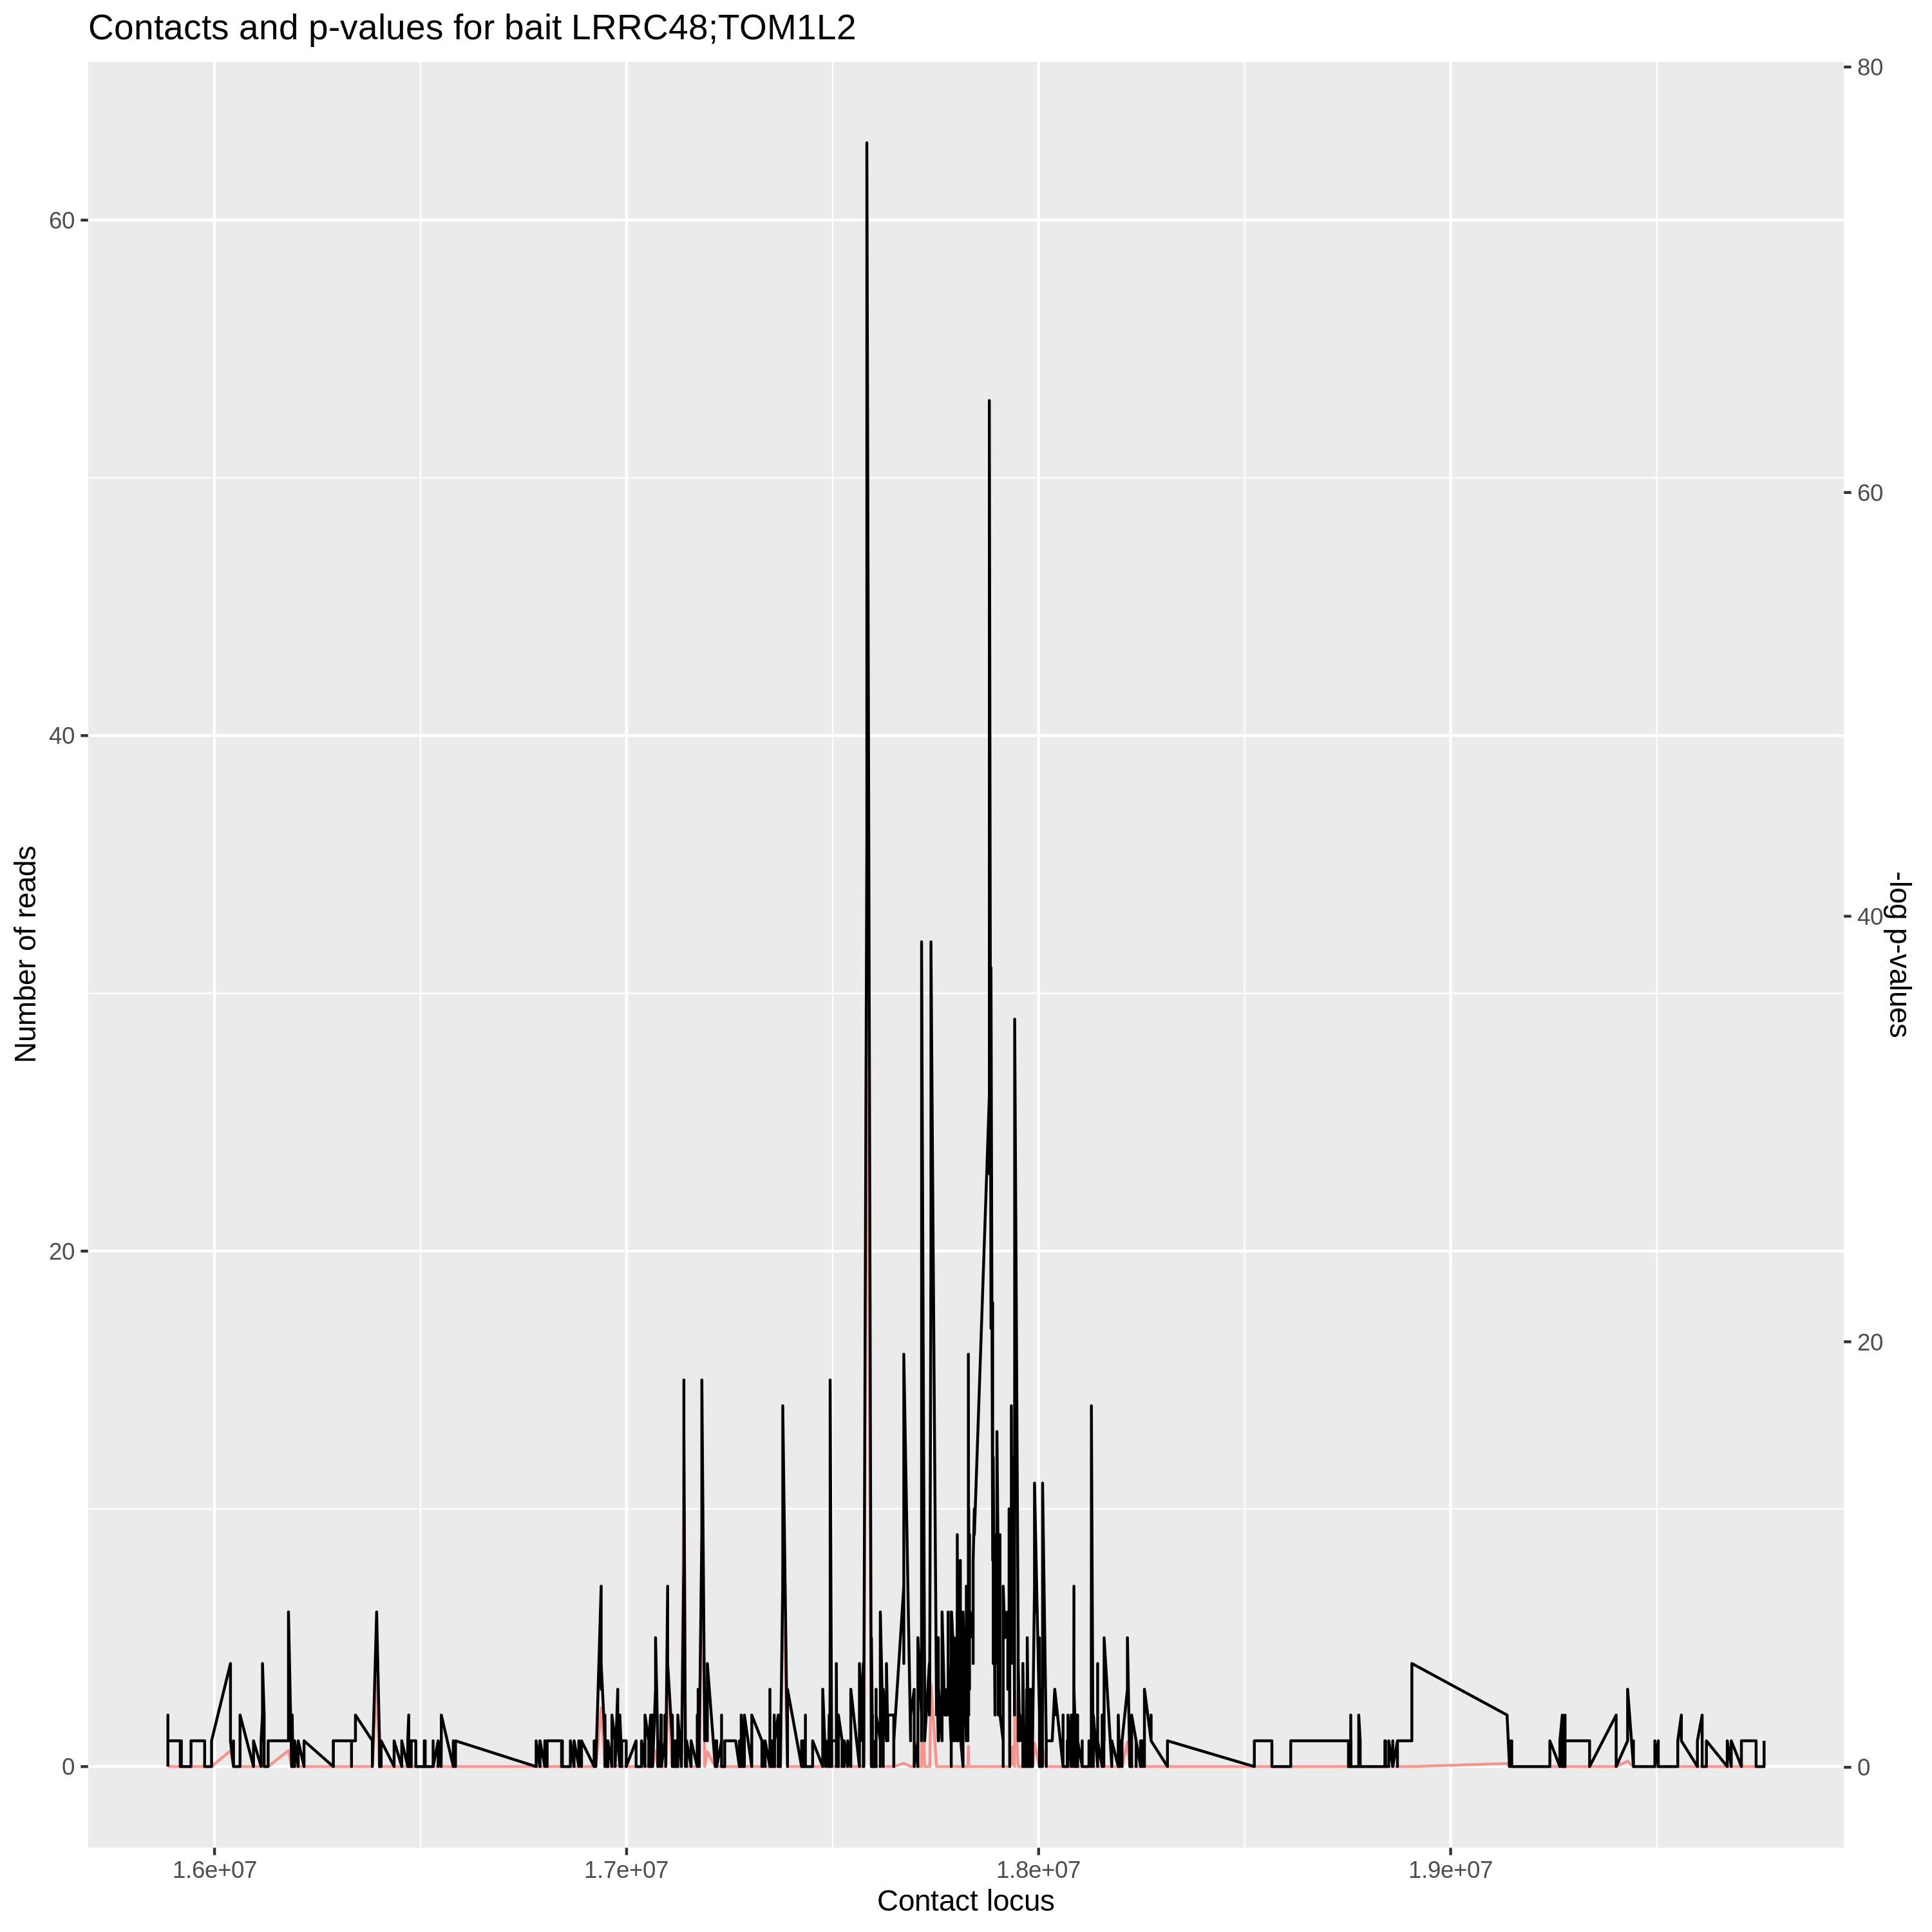 Contacts and p-values for bait LRRC48;TOM1L2
80
60
60
40
40
20
20
0
0
Number of reads
-log p-values
1.6e+07
1.7e+07
1.8e+07
1.9e+07
Contact locus